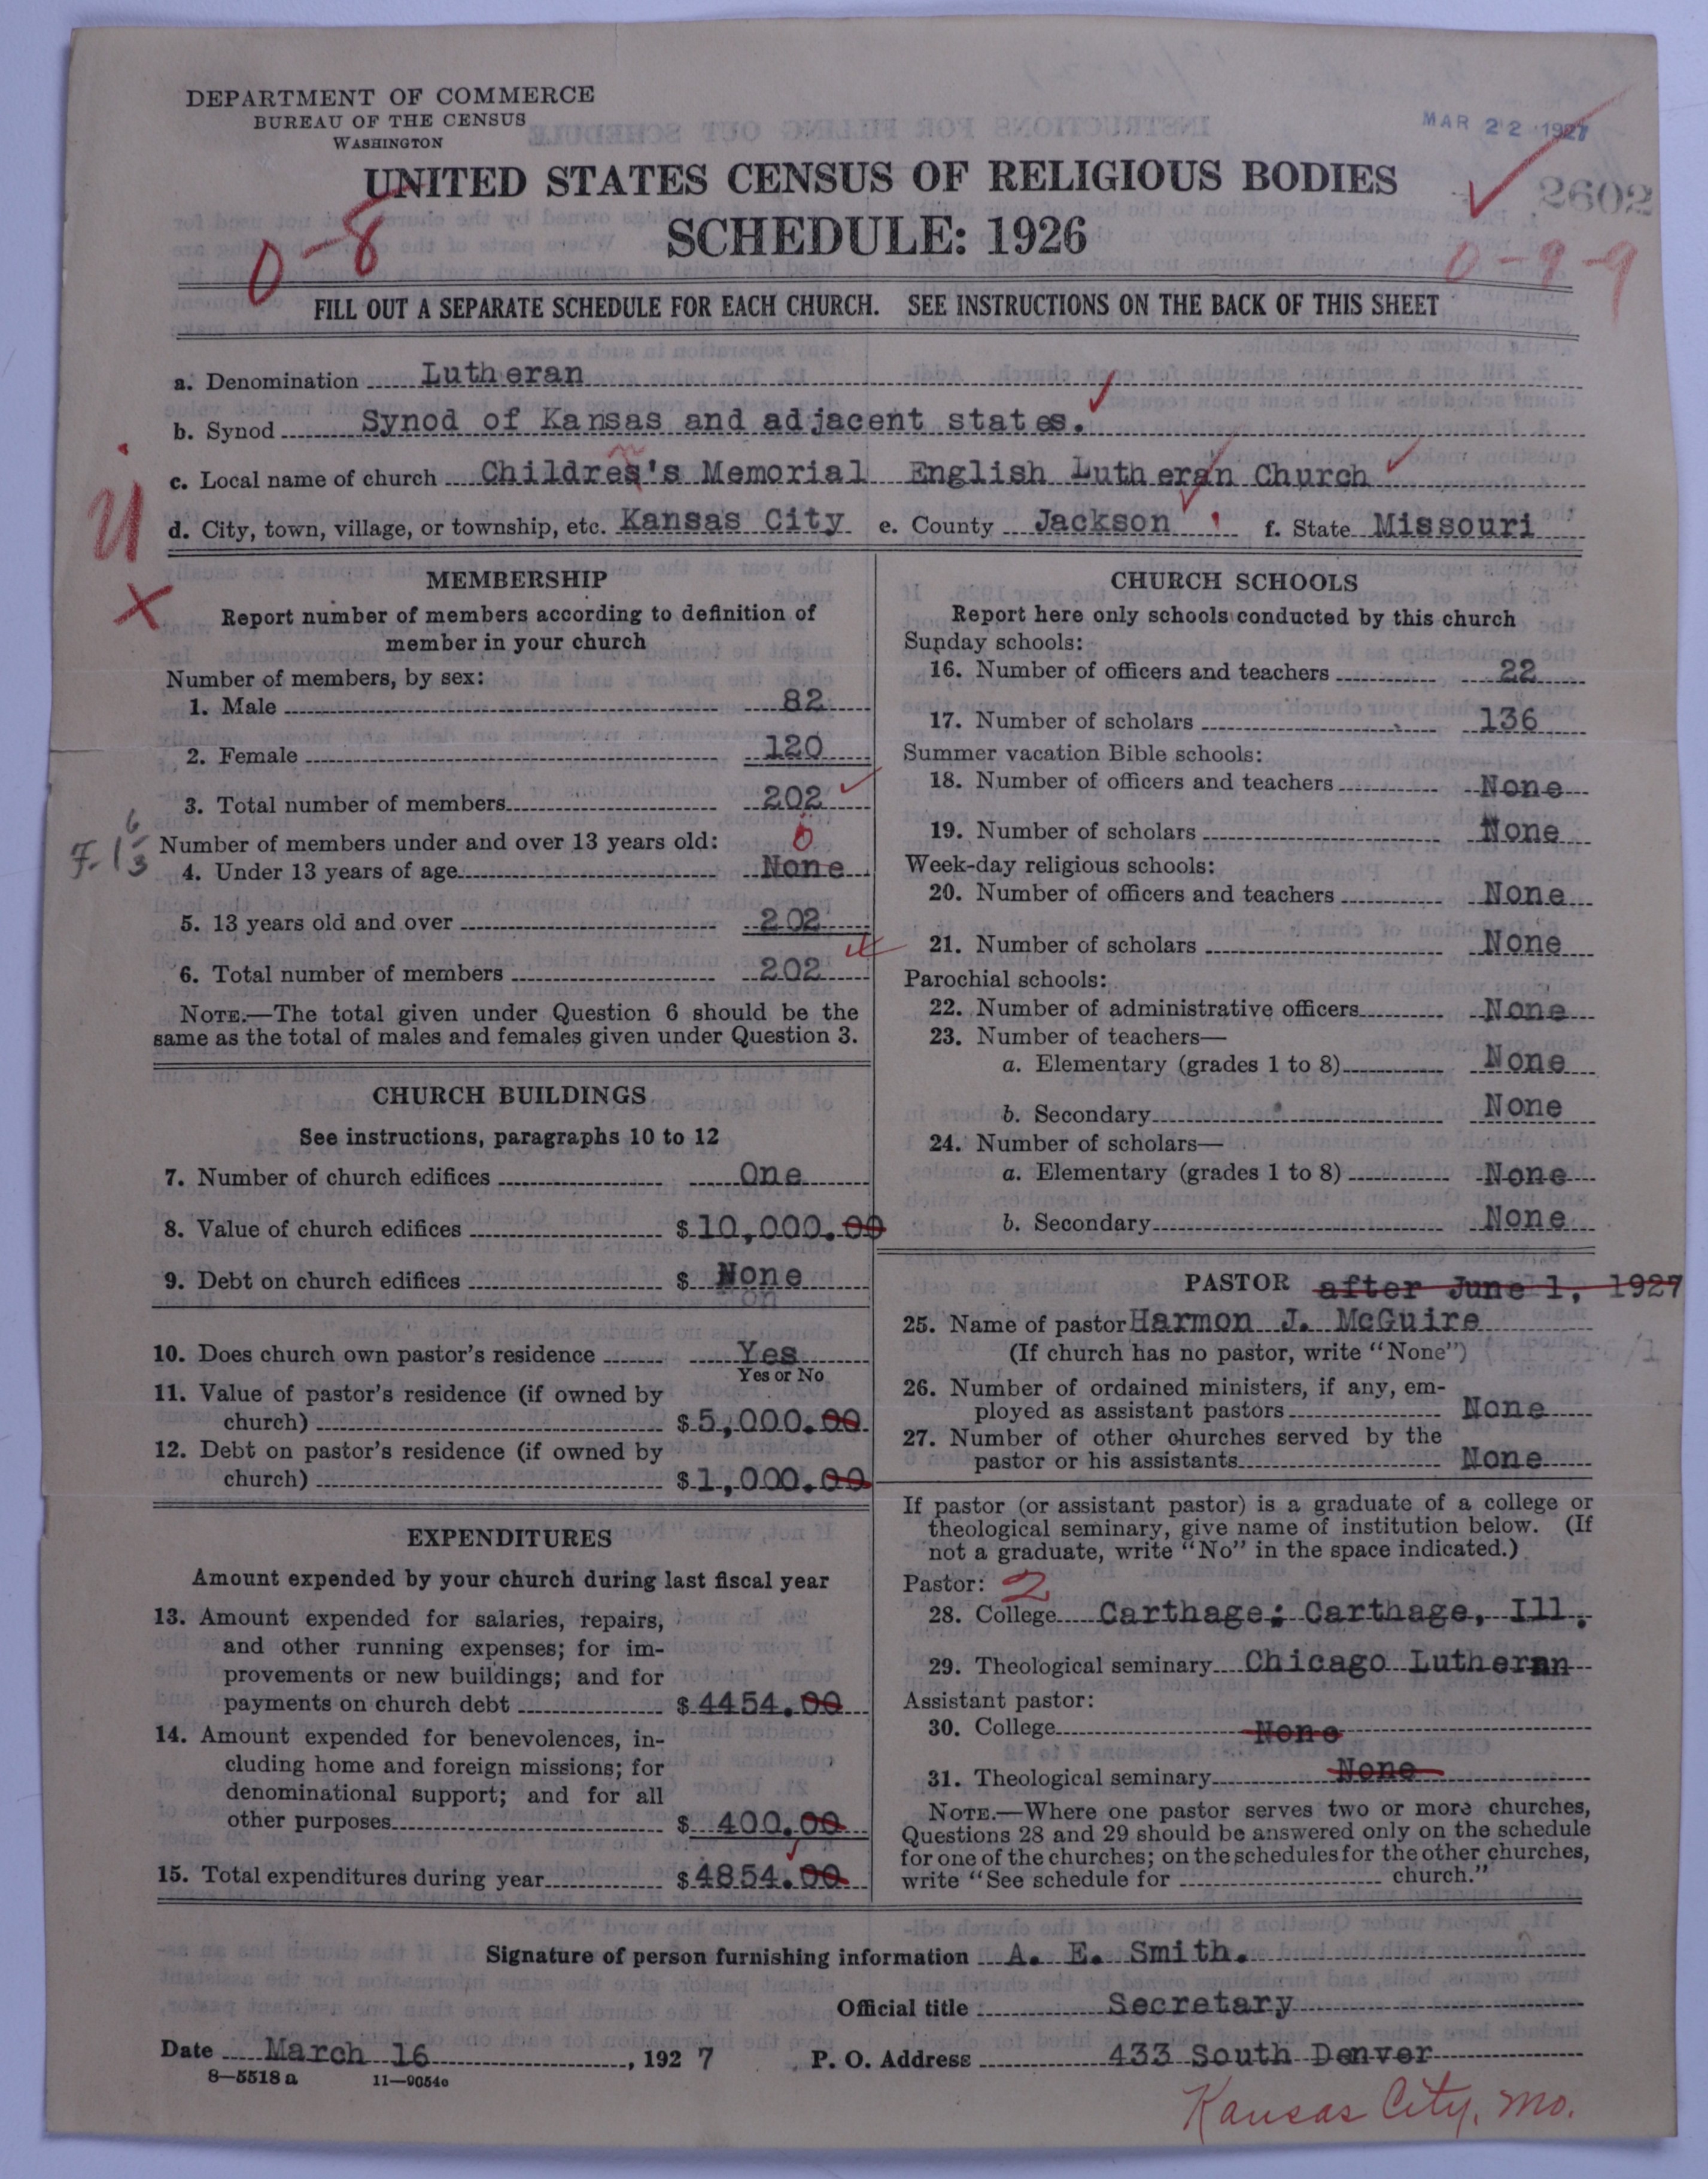 DEPARTMENT OF COMMERCE
BUREAU OF THE CENSUS
WASHINGTON
MAR 22 1927
UNITED STATES CENSUS OF RELIGIOUS BODIES
2602
SCHEDULE: 1926
0-8
0-9-9
FILL OUT A SEPARATE SCHEDULE FOR EACH CHURCH. SEE INSTRUCTIONS ON THE BACK OF THIS SHEET
a. Denomination Lutheran
b. Synod Synod of Kansas and adjacent states.
c. Local name of church Childres's Memorial English Lutheran Church
n
d. City, town, village, or township, etc. Kansas City e. County Jackson f. State Missouri
U
X
MEMBERSHIP
Report number of members according to definition of
member in your church
Number of members, by sex:
1. Male 82
2. Female 120
3. Total number of members 202
Number of members under and over 13 years old:
0
4. Under 13 years of age None
5. 13 years old and over 202
6. Total number of members 202
NOTE.—The total given under Question 6 should be the
same as the total of males and females given under Question 3.
CHURCH BUILDINGS
See instructions, paragraphs 10 to 12
7. Number of church edifices One
8. Value of church edifices $10,000.00
9. Debt on church edifices $ None
on
10. Does church own pastor's residence Yes
Yes or No
11. Value of pastor's residence (if owned by
church) $5,000.00
12. Debt on pastor's residence (if owned by
church) $1,000.00
EXPENDITURES
Amount expended by your church during last fiscal year
13. Amount expended for salaries, repairs,
and other running expenses; for im-
provements or new buildings; and for
payments on church debt $4454.00
14. Amount expended for benevolences, in-
cluding home and foreign missions; for
denominational support; and for all
other purposes $ 400.00
15. Total expenditures during year $4854.00
CHURCH SCHOOLS
Report here only schools conducted by this church
Sunday schools:
16. Number of officers and teachers 22
17. Number of scholars 136
Summer vacation Bible schools:
18. Number of officers and teachers None
19. Number of scholars None
Week-day religious schools:
20. Number of officers and teachers None
21. Number of scholars None
Parochial schools:
22. Number of administrative officers None
23. Number of teachers—
a. Elementary (grades 1 to 8) None
b. Secondary None
24. Number of scholars—
a. Elementary (grades 1 to 8) None
b. Secondary None
PASTOR after June 1, 1927
25. Name of pastor Harmon J. McGuire
(If church has no pastor, write "None")
26. Number of ordained ministers, if any, em-
ployed as assistant pastors None
27. Number of other churches served by the
pastor or his assistants None
If pastor (or assistant pastor) is a graduate of a college or
theological seminary, give name of institution below. (If
not a graduate, write "No" in the space indicated.)
Pastor: 2
28. College Carthage; Carthage, Ill.
29. Theological seminary Chicago Lutheran
Assistant pastor:
30. College None
31. Theological seminary None
NOTE.—Where one pastor serves two or more churches,
Questions 28 and 29 should be answered only on the schedule
for one of the churches; on the schedules for the other churches,
write "See schedule for church."
Signature of person furnishing information A. E. Smith.
Official title Secretary
Date March 16, 1927 P. O. Address 433 South Denver
8—5518 a 11—9054o
Kansas City, Mo.